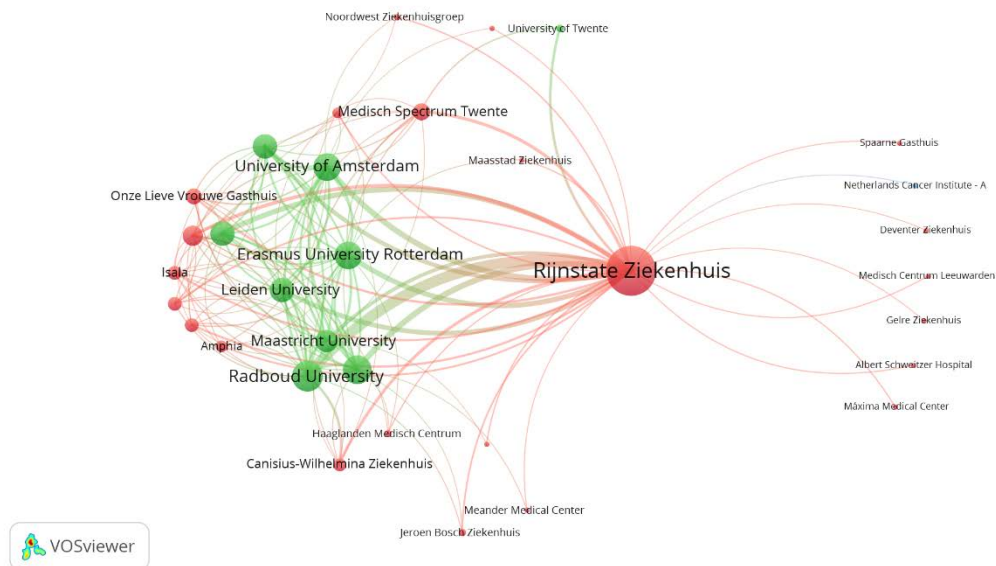 Noordwest Ziekenhuisgroep
University of Twente
Medisch Spectrum Twente
Spaarne Gasthuis
Maasstad Ziekenhuis
University of Amsterdam
Netherlands Cancer Institute - A
Onze Lieve Vrouwe Gasthuis
Deventer Ziekenhuis
Erasmus University Rotterdam
Rijnstate Ziekenhuis
Isala
Medisch Centrum Leeuwarden
Leiden University
Gelre Ziekenhuis
Maastricht University
Amphia
Albert Schweitzer Hospital
Radboud University
Máxima Medical Center
Haaglanden Medisch Centrum
Canisius-Wilhelmina Ziekenhuis
Meander Medical Center
Jeroen Bosch Ziekenhuis
VOSviewer